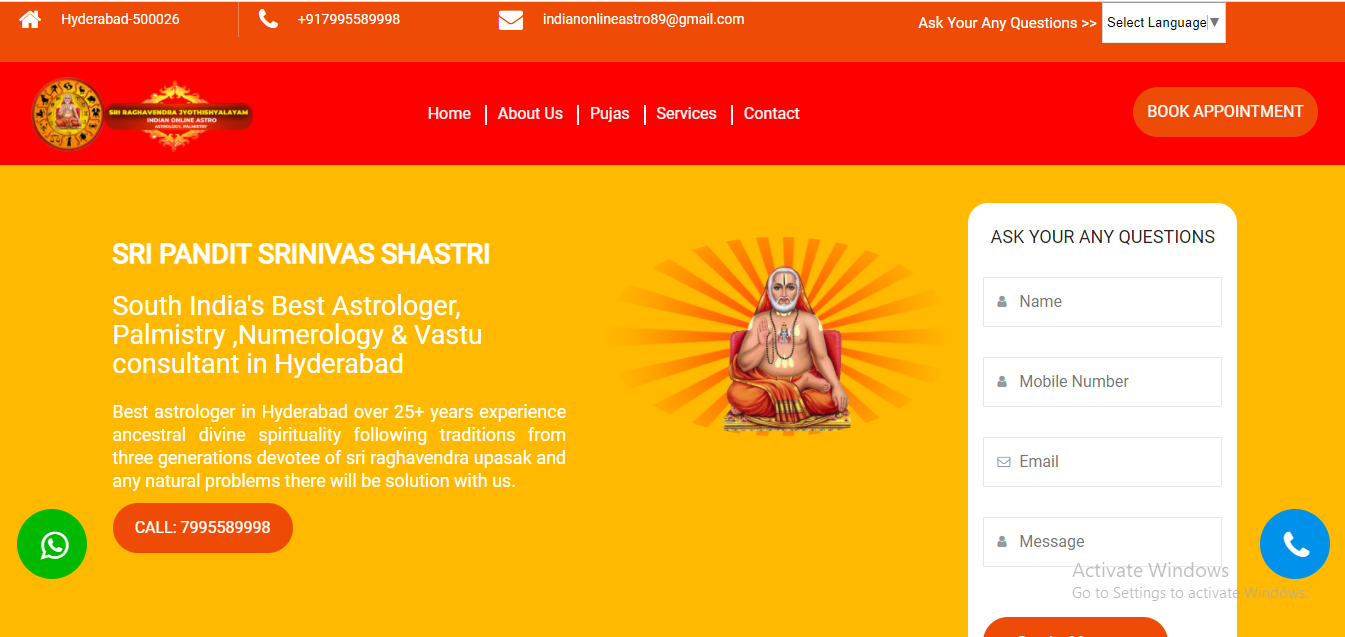 Hyderabad-500026
+917995589998
indianonlineastro89@gmail.com
Ask Your Any Questions >>
Select Language▼
SRI RAGHAVENDRA JYOTHISHYALAYAM
INDIAN ONLINE ASTRO
ASTROLOGY, PALMISTRY
Home
About Us
Pujas
Services
Contact
BOOK APPOINTMENT
SRI PANDIT SRINIVAS SHASTRI
South India's Best Astrologer,
Palmistry ,Numerology & Vastu
consultant in Hyderabad
Best astrologer in Hyderabad over 25+ years experience
ancestral divine spirituality following traditions from
three generations devotee of sri raghavendra upasak and
any natural problems there will be solution with us.
CALL: 7995589998
ASK YOUR ANY QUESTIONS
Name
Mobile Number
Email
Message
Activate Windows
Go to Settings to activate Windows.